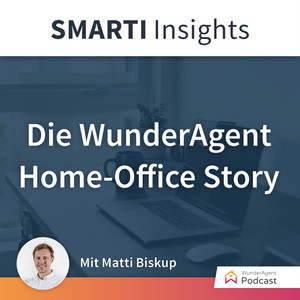 SMARTI Insights
Die WunderAgent
Home-Office Story
Mit Matti Biskup
WunderAgent
Podcast